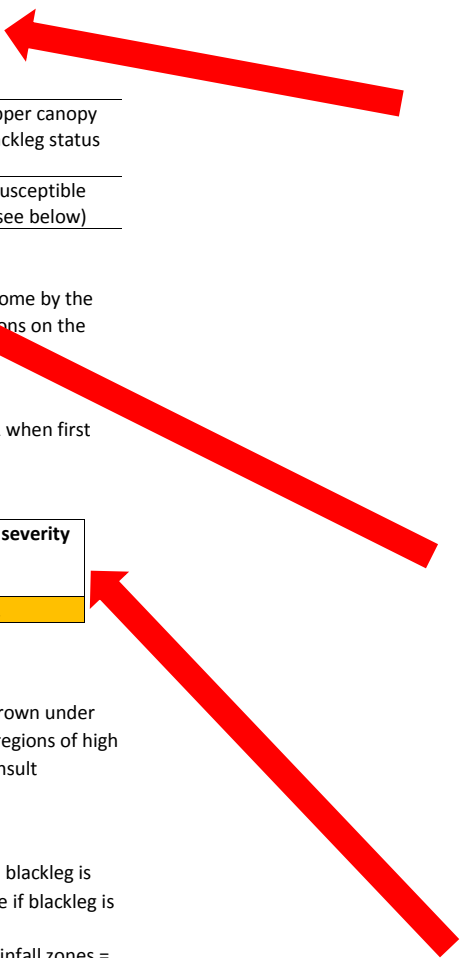 pper canopy
ckleg status
usceptible
see below)
ome by the
ons on the
when first
severity
rown under
regions of high
nsult
blackleg is
e if blackleg is
infall zones =